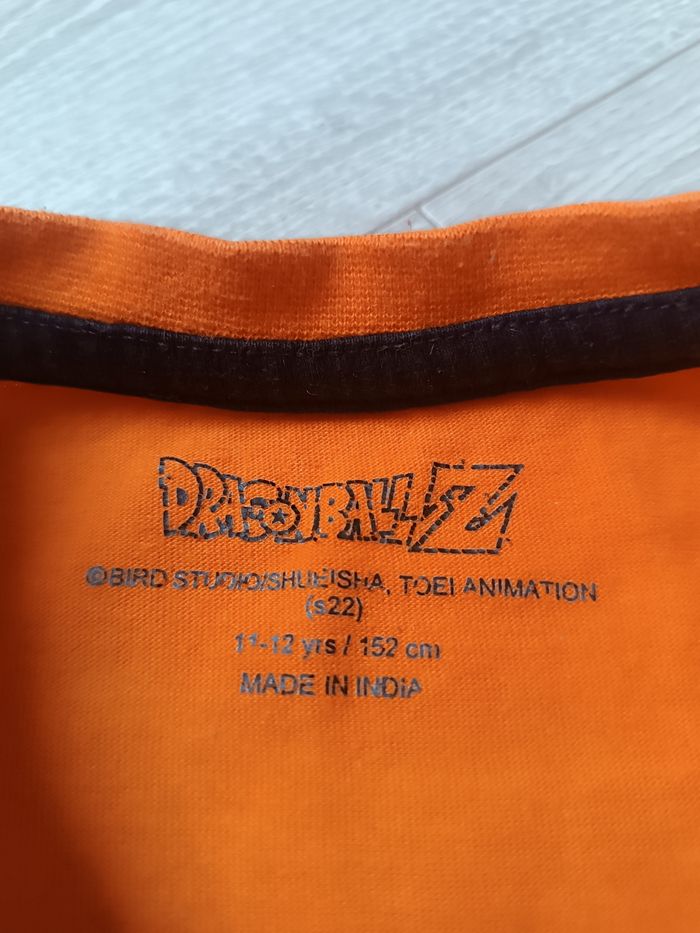 DRAGONBALL Z
©BIRD STUDIO/SHUEISHA, TOEI ANIMATION
(s22)
11-12 yrs / 152 cm
MADE IN INDIA